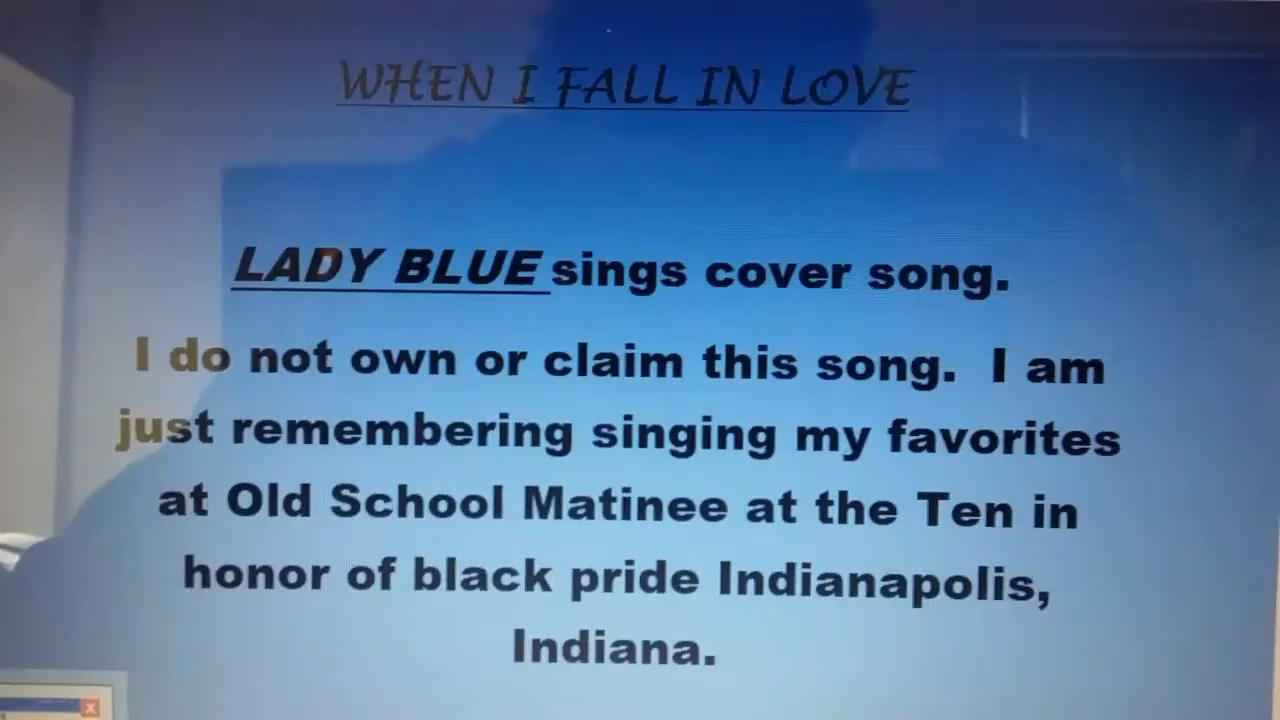 WHEN I FALL IN LOVE
LADY BLUE sings cover song.
I do not own or claim this song.  I am
just remembering singing my favorites
at Old School Matinee at the Ten in
honor of black pride Indianapolis,
Indiana.